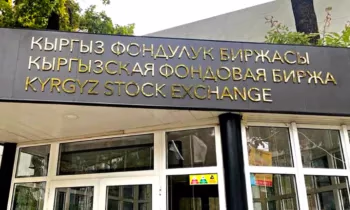 КЫРГЫЗ ФОНДУЛУК БИРЖАСЫ
КЫРГЫЗСКАЯ ФОНДОВАЯ БИРЖА
KYRGYZ STOCK EXCHANGE